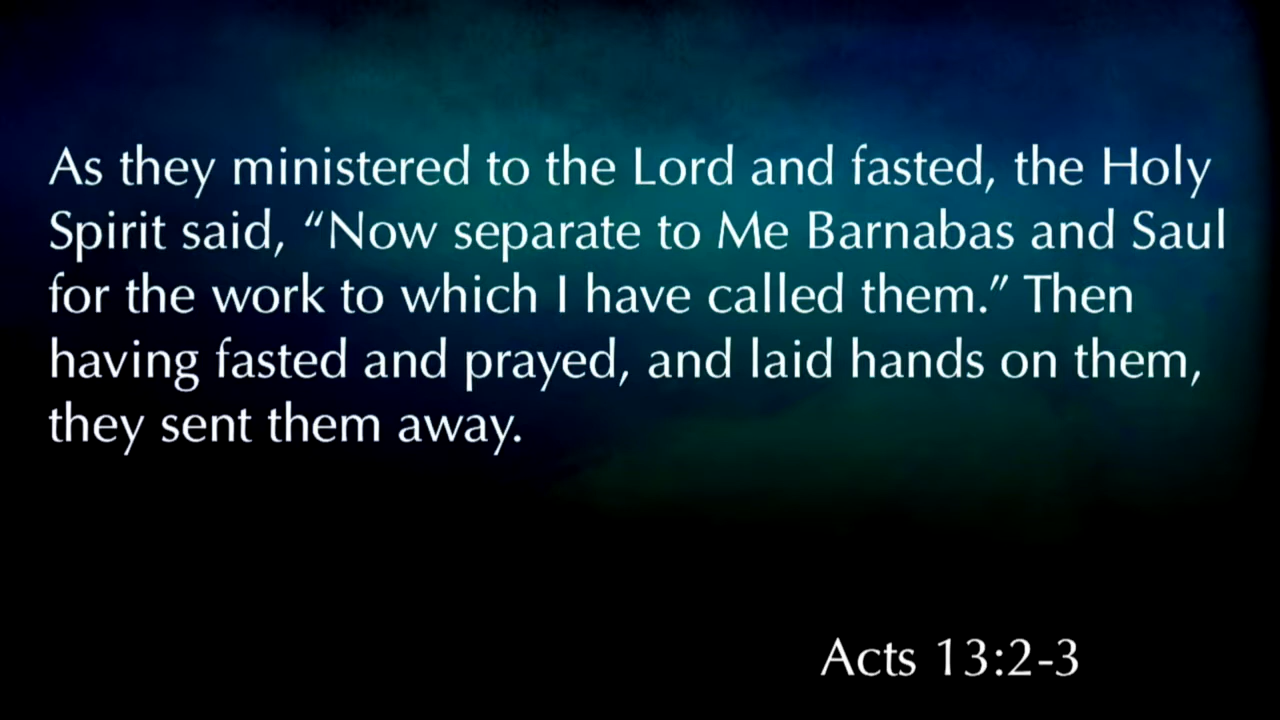 As they ministered to the Lord and fasted, the Holy
Spirit said, “Now separate to Me Barnabas and Saul
for the work to which I have called them.” Then
having fasted and prayed, and laid hands on them,
they sent them away.
Acts 13:2-3